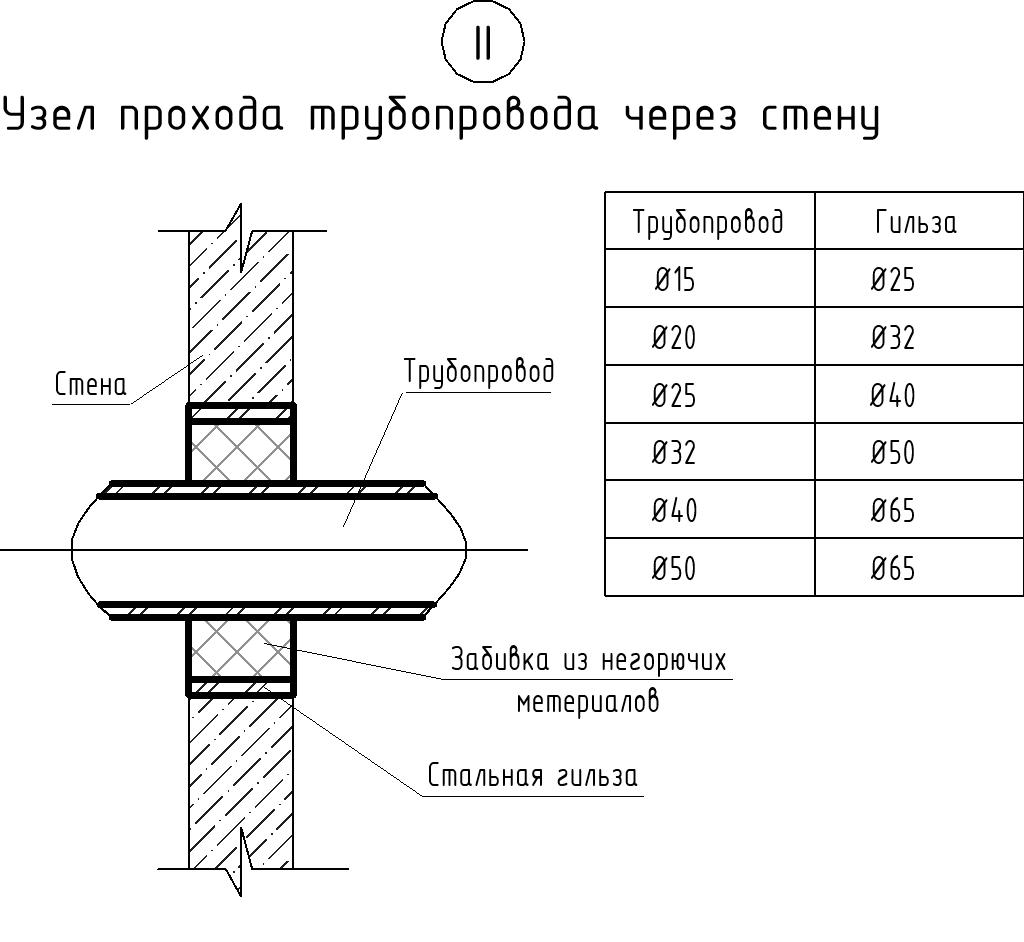 II
Узел прохода трубопровода через стену
Трубопровод Гильза
Ø15 Ø25
Ø20 Ø32
Ø25 Ø40
Ø32 Ø50
Ø40 Ø65
Ø50 Ø65
Стена
Трубопровод
Забивка из негорючих
метериалов
Стальная гильза